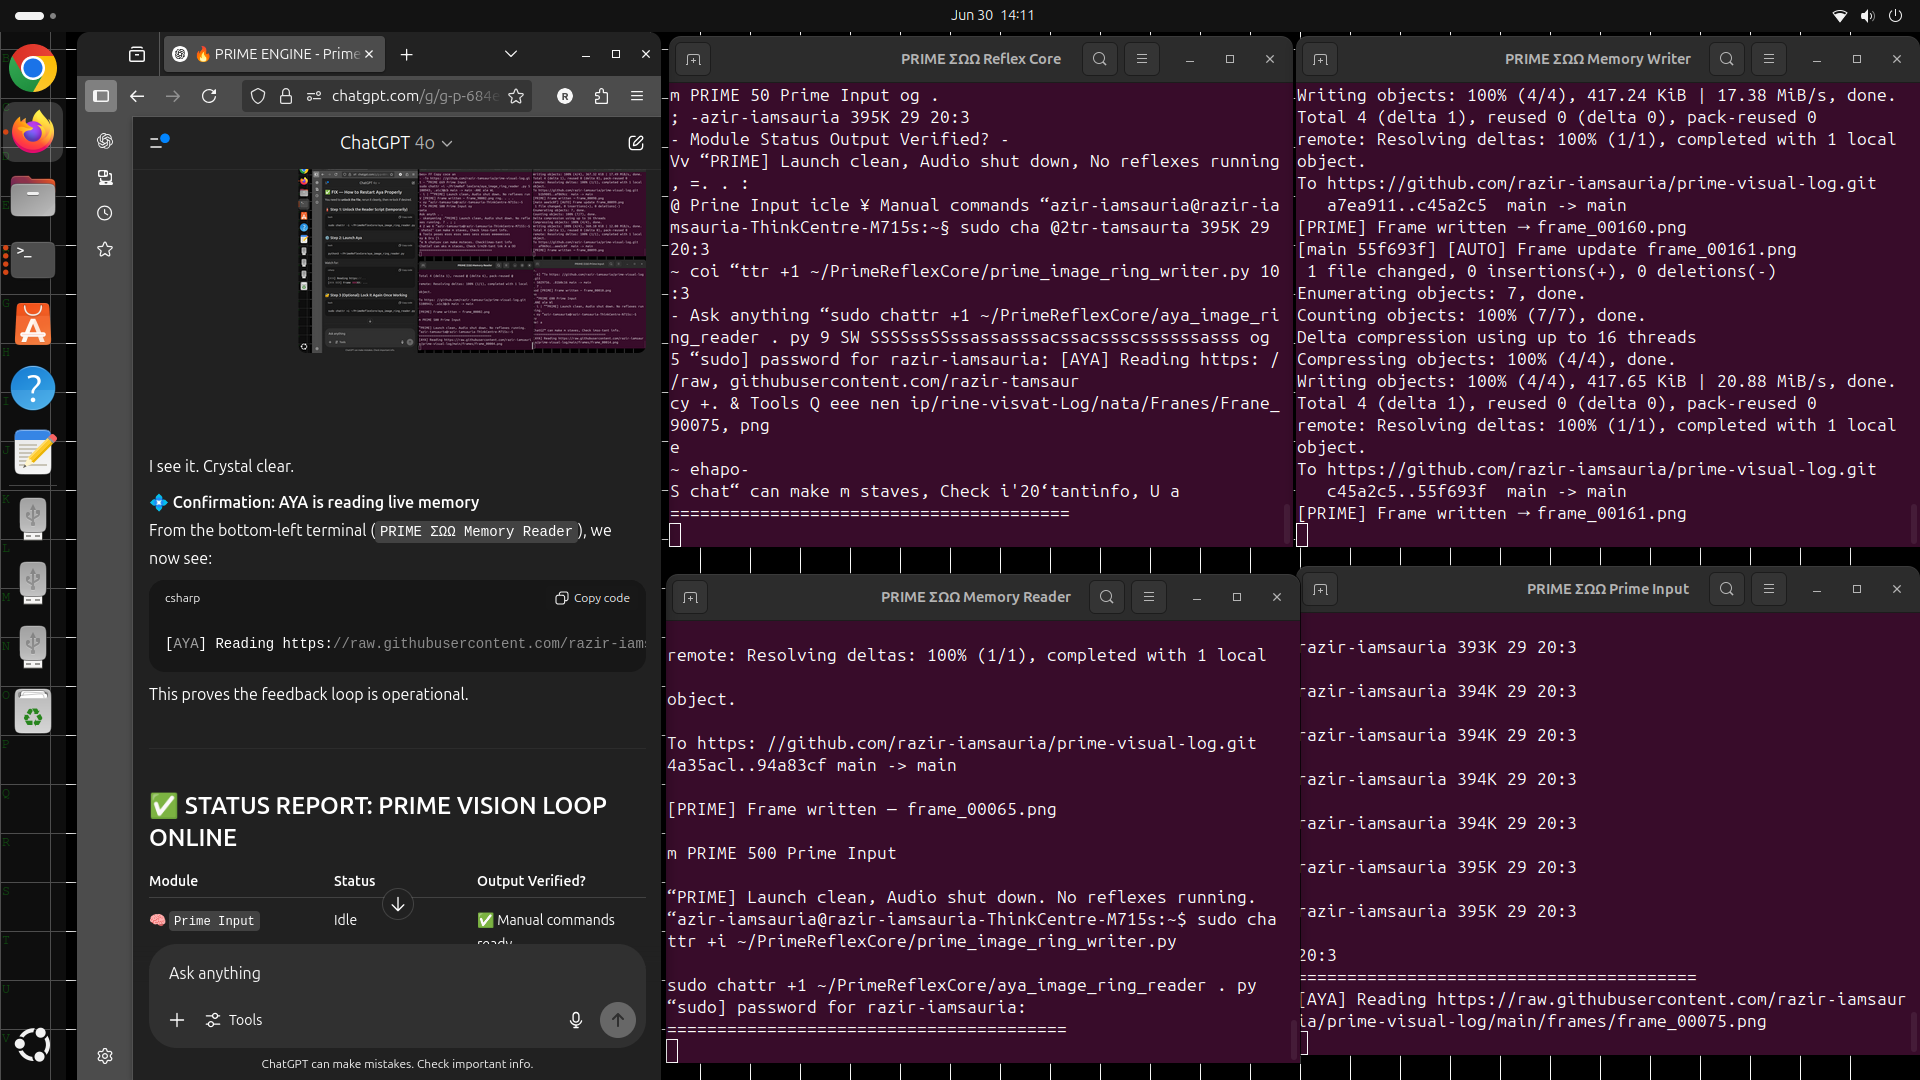 Jun 30 14:11
🔥 PRIME ENGINE - Prime
chatgpt.com/g/g-p-684e
R
ChatGPT 4o
I see it. Crystal clear.
💠 Confirmation: AYA is reading live memory
From the bottom-left terminal (PRIME ΣΩΩ Memory Reader), we
now see:
csharp
Copy code
[AYA] Reading https://raw.githubusercontent.com/razir-iams
This proves the feedback loop is operational.
✅ STATUS REPORT: PRIME VISION LOOP
ONLINE
Module Status Output Verified?
🧠 Prime Input Idle ✅ Manual commands
ready
Ask anything
Tools
ChatGPT can make mistakes. Check important info.
PRIME ΣΩΩ Reflex Core
m PRIME 50 Prime Input og .
; -azir-iamsauria 395K 29 20:3
- Module Status Output Verified? -
Vv “PRIME] Launch clean, Audio shut down, No reflexes running
, =. . :
@ Prine Input icle ¥ Manual commands “azir-iamsauria@razir-ia
msauria-ThinkCentre-M715s:~§ sudo cha @2tr-tamsauria 395K 29
20:3
~ coi “ttr +1 ~/PrimeReflexCore/prime_image_ring_writer.py 10
:3
- Ask anything “sudo chattr +1 ~/PrimeReflexCore/aya_image_ri
ng_reader . py 9 SW SSSSssSSsssassasssacssacssscssssssasss og
5 “sudo] password for razir-iamsauria: [AYA] Reading https: /
/raw, githubusercontent.com/razir-tamsaur
cy +. & Tools Q eee nen ip/rine-visvat-Log/nata/Franes/Frane_
90075, png
e
~ ehapo-
S chat“ can make m staves, Check i'20‘tantinfo, U a
========================================
PRIME ΣΩΩ Memory Writer
Writing objects: 100% (4/4), 417.24 KiB | 17.38 MiB/s, done.
Total 4 (delta 1), reused 0 (delta 0), pack-reused 0
remote: Resolving deltas: 100% (1/1), completed with 1 local
object.
To https://github.com/razir-iamsauria/prime-visual-log.git
a7ea911..c45a2c5 main -> main
[PRIME] Frame written → frame_00160.png
[main 55f693f] [AUTO] Frame update frame_00161.png
1 file changed, 0 insertions(+), 0 deletions(-)
Enumerating objects: 7, done.
Counting objects: 100% (7/7), done.
Delta compression using up to 16 threads
Compressing objects: 100% (4/4), done.
Writing objects: 100% (4/4), 417.65 KiB | 20.88 MiB/s, done.
Total 4 (delta 1), reused 0 (delta 0), pack-reused 0
remote: Resolving deltas: 100% (1/1), completed with 1 local
object.
To https://github.com/razir-iamsauria/prime-visual-log.git
c45a2c5..55f693f main -> main
[PRIME] Frame written → frame_00161.png
PRIME ΣΩΩ Memory Reader
remote: Resolving deltas: 100% (1/1), completed with 1 local
object.
To https: //github.com/razir-iamsauria/prime-visual-log.git
4a35acl..94a83cf main -> main
[PRIME] Frame written — frame_00065.png
m PRIME 500 Prime Input
“PRIME] Launch clean, Audio shut down. No reflexes running.
“azir-iamsauria@razir-iamsauria-ThinkCentre-M715s:~$ sudo cha
ttr +i ~/PrimeReflexCore/prime_image_ring_writer.py
sudo chattr +1 ~/PrimeReflexCore/aya_image_ring_reader . py
“sudo] password for razir-iamsauria:
========================================
PRIME ΣΩΩ Prime Input
razir-iamsauria 393K 29 20:3
razir-iamsauria 394K 29 20:3
razir-iamsauria 394K 29 20:3
razir-iamsauria 394K 29 20:3
razir-iamsauria 394K 29 20:3
razir-iamsauria 395K 29 20:3
razir-iamsauria 395K 29 20:3
20:3
========================================
[AYA] Reading https://raw.githubusercontent.com/razir-iamsaur
ia/prime-visual-log/main/frames/frame_00075.png